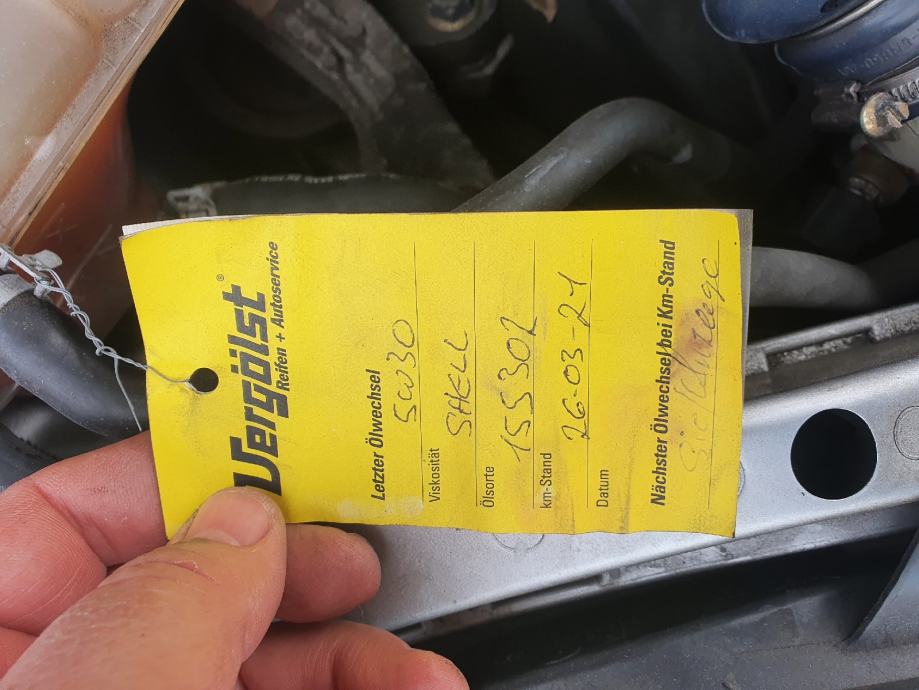 Vergölst®
Reifen + Autoservice
Letzter Ölwechsel
5W30
Viskosität
SHELL
Ölsorte
155302
km-Stand
26-03-21
Datum
Nächster Ölwechsel bei Km-Stand